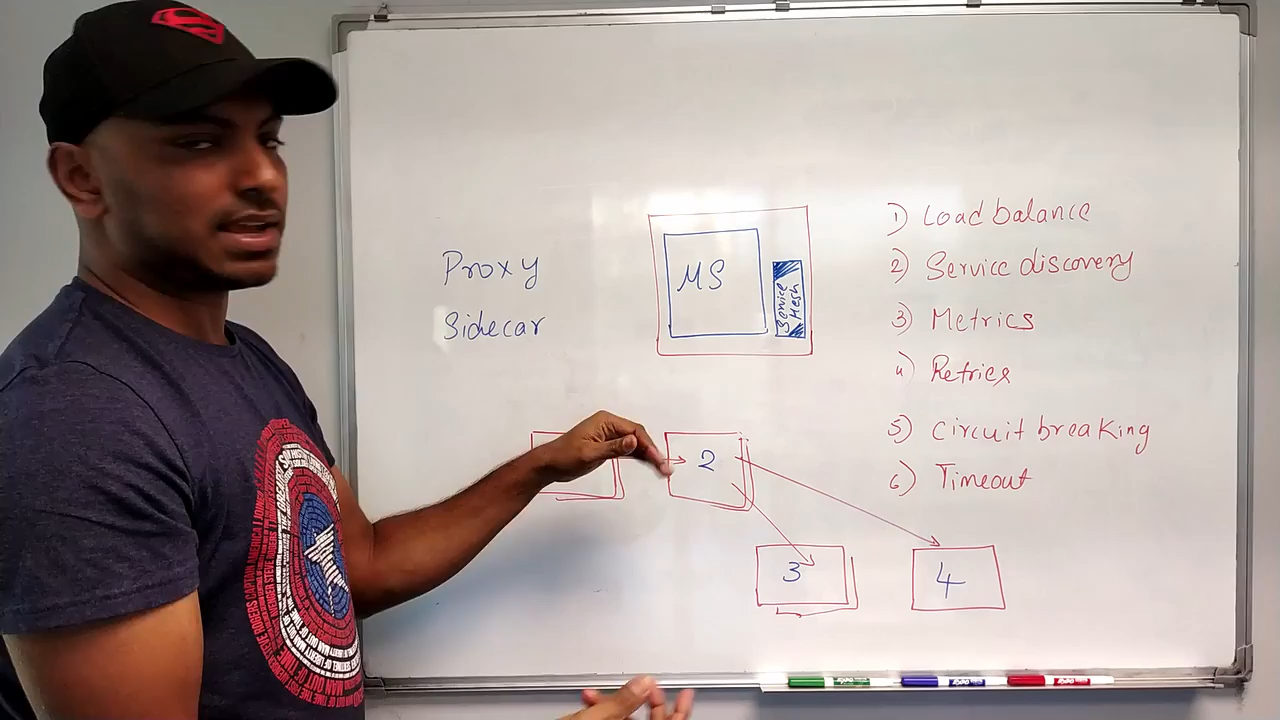 Proxy
Sidecar
MS
Service
Mesh
1) Load balance
2) Service discovery
3) Metrics
4) Retries
5) Circuit breaking
6) Timeout
2
3
4